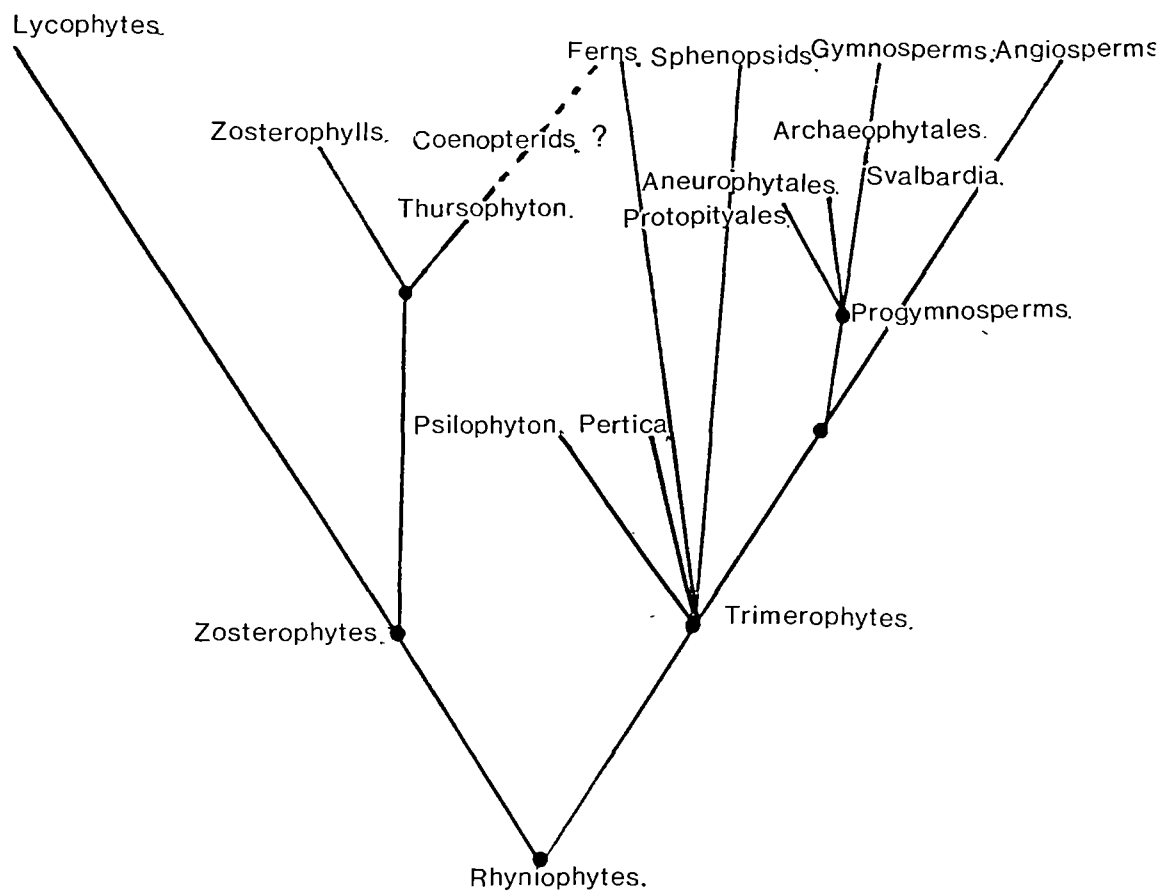 Lycophytes.
Ferns. Sphenopsids. Gymnosperms. Angiosperms
Zosterophylls. Coenopterids. ? Archaeophytales.
Aneurophytales. Svalbardia.
Thursophyton. Protopityales.
Progymnosperms.
Psilophyton. Pertica.
Trimerophytes.
Zosterophytes.
Rhyniophytes.